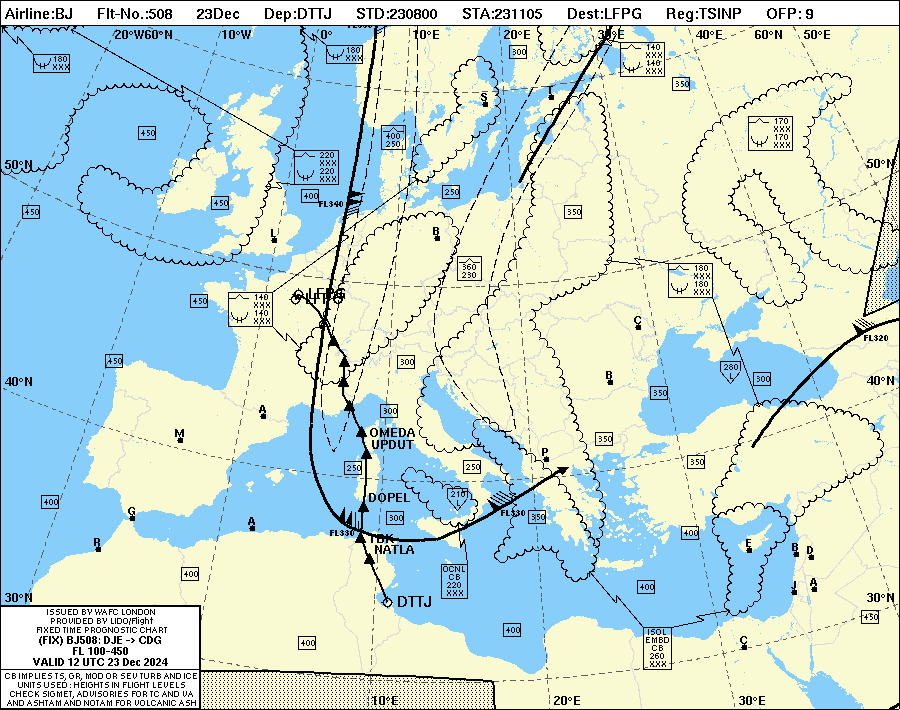 Airline:BJ Flt-No.:508 23Dec Dep:DTTJ STD:230800 STA:231105 Dest:LFPG Reg:TSINP OFP: 9
20°W60°N 10°W 0° 10°E 20°E 30°E 40°E 60°N 50°E
180
XXX
180
XXX
300
140
XXX
140
XXX
350
S
T
450
400
250
170
XXX
170
XXX
50°N
220
XXX
220
XXX
50°N
400
FL340
250
450
450
350
L
B
360
230
180
XXX
180
XXX
LFPG
450
140
XXX
140
XXX
C
FL320
450
300
280
300
40°N
B
350
40°N
A
300
OMEDA
UPDUT
M
350
P
350
250
250
DOPEL
210
400
G
A
300
FL330
FL330
350
400
TBK
NATLA
R
E
B
D
400
OCNL
CB
220
XXX
400
J
A
30°N
DTTJ
30°N
450
400
400
ISOL
EMBD
CB
260
XXX
C
ISSUED BY WAFC LONDON
PROVIDED BY LIDO/Flight
FIXED TIME PROGNOSTIC CHART
(FIX) BJ508: DJE -> CDG
FL 100-450
VALID 12 UTC 23 Dec 2024
CB IMPLIES TS, GR, MOD OR SEV TURB AND ICE
UNITS USED : HEIGHTS IN FLIGHT LEVELS
CHECK SIGMET, ADVISORIES FOR TC AND VA
AND ASHTAM AND NOTAM FOR VOLCANIC ASH
10°E 20°E 30°E